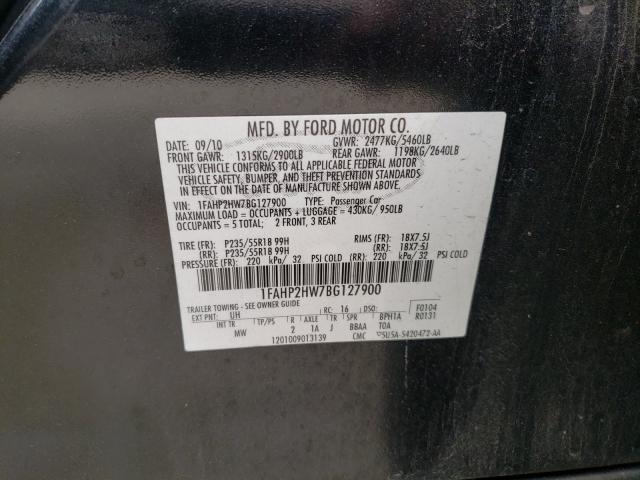 MFD. BY FORD MOTOR CO.
DATE: 09/10 GVWR: 2477KG/5460LB
FRONT GAWR: 1315KG/2900LB REAR GAWR: 1198KG/2640LB
THIS VEHICLE CONFORMS TO ALL APPLICABLE FEDERAL MOTOR
VEHICLE SAFETY, BUMPER, AND THEFT PREVENTION STANDARDS
IN EFFECT ON THE DATE OF MANUFACTURE SHOWN ABOVE.
VIN: 1FAHP2HW7BG127900 TYPE: Passenger Car
MAXIMUM LOAD = OCCUPANTS + LUGGAGE = 430KG/ 950LB
OCCUPANTS = 5 TOTAL; 2 FRONT, 3 REAR
TIRE (FR): P235/55R18 99H RIMS (FR): 18X7.5J
(RR): P235/55R18 99H (RR): 18X7.5J
PRESSURE (FR): 220 kPa/ 32 PSI COLD (RR): 220 kPa/ 32 PSI COLD
1FAHP2HW7BG127900
TRAILER TOWING - SEE OWNER GUIDE
EXT PNT: UH RC: 16 DSO: F0104
INT TR TP/PS R AXLE TR SPR BPH1A R0131
MW 2 1A J BBAA TOA
1201009013139 CMC 5U5A-5420472-AA